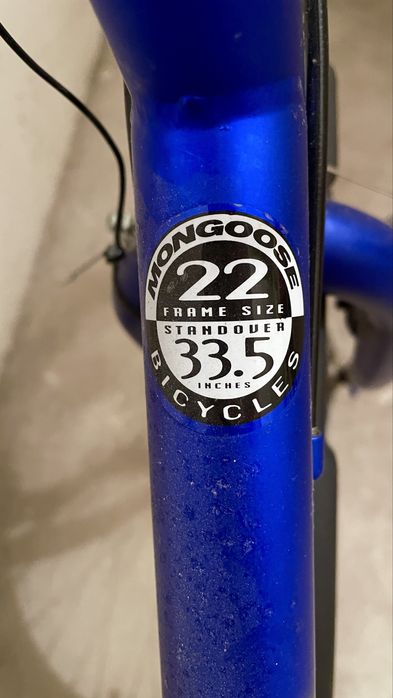 MONGOOSE
22
FRAME SIZE
STANDOVER
33.5
INCHES
BICYCLES